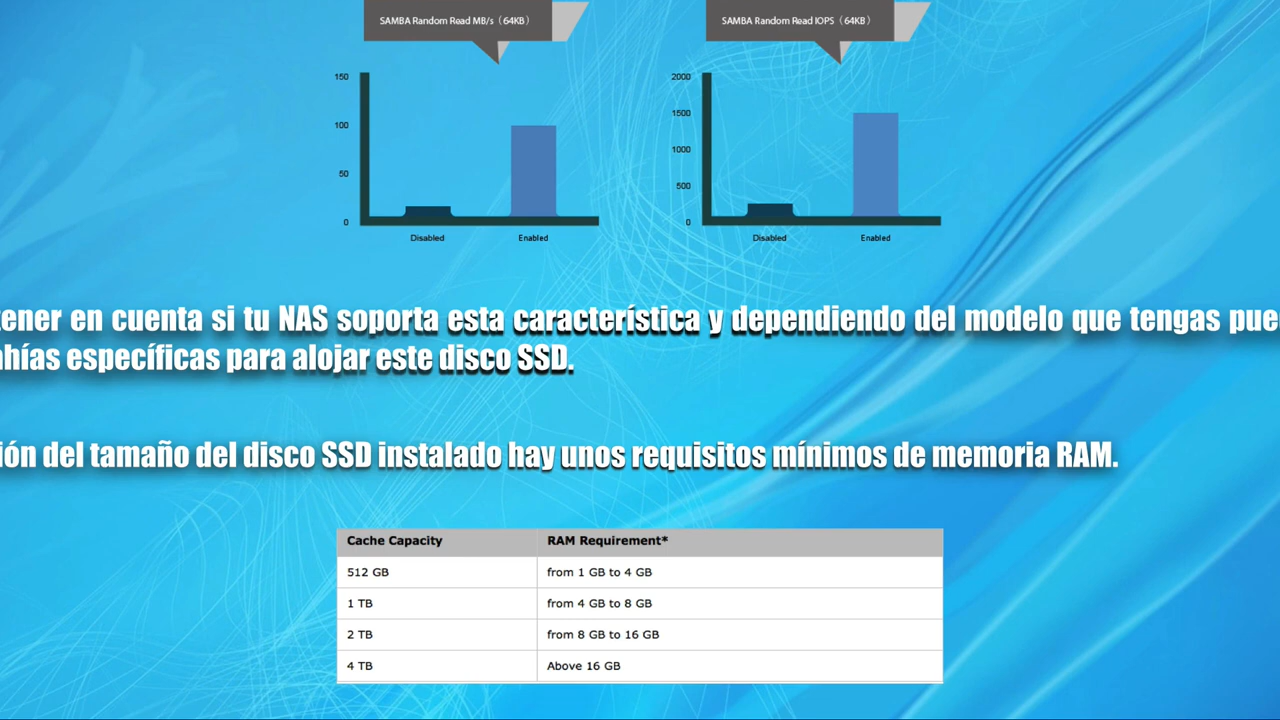 SAMBA Random Read MB/s（64KB）
SAMBA Random Read IOPS（64KB）
150
100
50
0
Disabled
Enabled
2000
1500
1000
500
0
Disabled
Enabled
tener en cuenta si tu NAS soporta esta característica y dependiendo del modelo que tengas pue
ahías específicas para alojar este disco SSD.
ión del tamaño del disco SSD instalado hay unos requisitos mínimos de memoria RAM.
Cache Capacity RAM Requirement*
512 GB from 1 GB to 4 GB
1 TB from 4 GB to 8 GB
2 TB from 8 GB to 16 GB
4 TB Above 16 GB